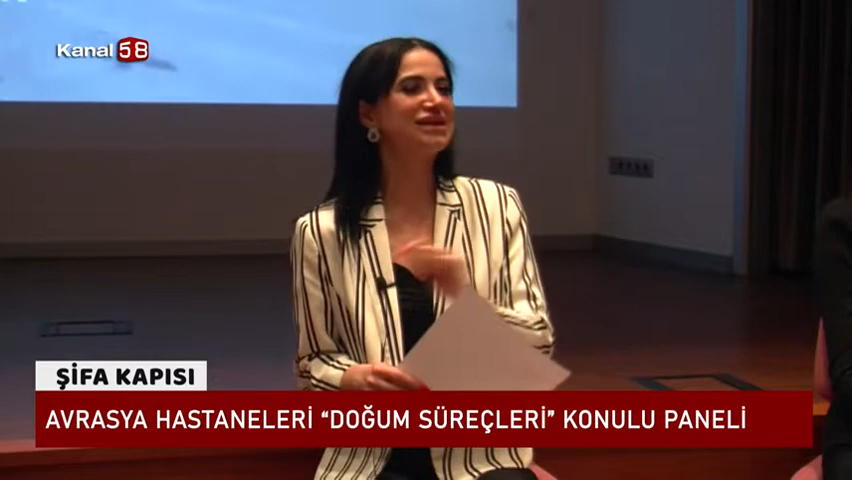 Kanal 58
ŞİFA KAPISI
AVRASYA HASTANELERİ “DOĞUM SÜREÇLERİ” KONULU PANELİ